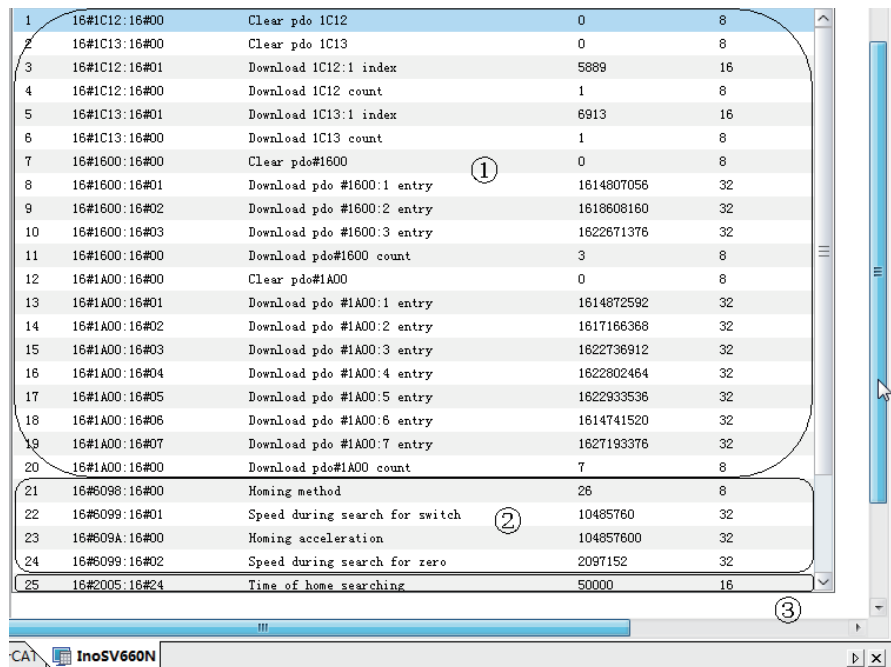 1 16#1C12:16#00 Clear pdo 1C12 0 8
2 16#1C13:16#00 Clear pdo 1C13 0 8
3 16#1C12:16#01 Download 1C12:1 index 5889 16
4 16#1C12:16#00 Download 1C12 count 1 8
5 16#1C13:16#01 Download 1C13:1 index 6913 16
6 16#1C13:16#00 Download 1C13 count 1 8
7 16#1600:16#00 Clear pdo#1600 0 8
①
8 16#1600:16#01 Download pdo #1600:1 entry 1614807056 32
9 16#1600:16#02 Download pdo #1600:2 entry 1618608160 32
10 16#1600:16#03 Download pdo #1600:3 entry 1622671376 32
11 16#1600:16#00 Download pdo#1600 count 3 8
12 16#1A00:16#00 Clear pdo#1A00 0 8
13 16#1A00:16#01 Download pdo #1A00:1 entry 1614872592 32
14 16#1A00:16#02 Download pdo #1A00:2 entry 1617166368 32
15 16#1A00:16#03 Download pdo #1A00:3 entry 1622736912 32
16 16#1A00:16#04 Download pdo #1A00:4 entry 1622802464 32
17 16#1A00:16#05 Download pdo #1A00:5 entry 1622933536 32
18 16#1A00:16#06 Download pdo #1A00:6 entry 1614741520 32
19 16#1A00:16#07 Download pdo #1A00:7 entry 1627193376 32
20 16#1A00:16#00 Download pdo#1A00 count 7 8
21 16#6098:16#00 Homing method 26 8
22 16#6099:16#01 Speed during search for switch 10485760 32
②
23 16#609A:16#00 Homing acceleration 104857600 32
24 16#6099:16#02 Speed during search for zero 2097152 32
25 16#2005:16#24 Time of home searching 50000 16
③
CAT InoSV660N